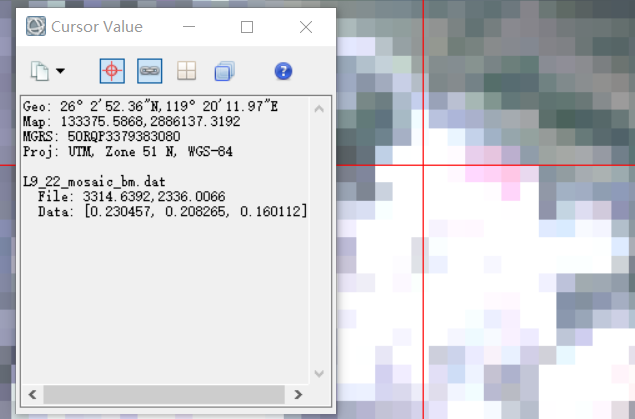 Cursor Value
Geo: 26° 2'52.36"N,119° 20'11.97"E
Map: 133375.5868,2886137.3192
MGRS: 50RQP3379383080
Proj: UTM, Zone 51 N, WGS-84
L9_22_mosaic_bm.dat
File: 3314.6392,2336.0066
Data: [0.230457, 0.208265, 0.160112]